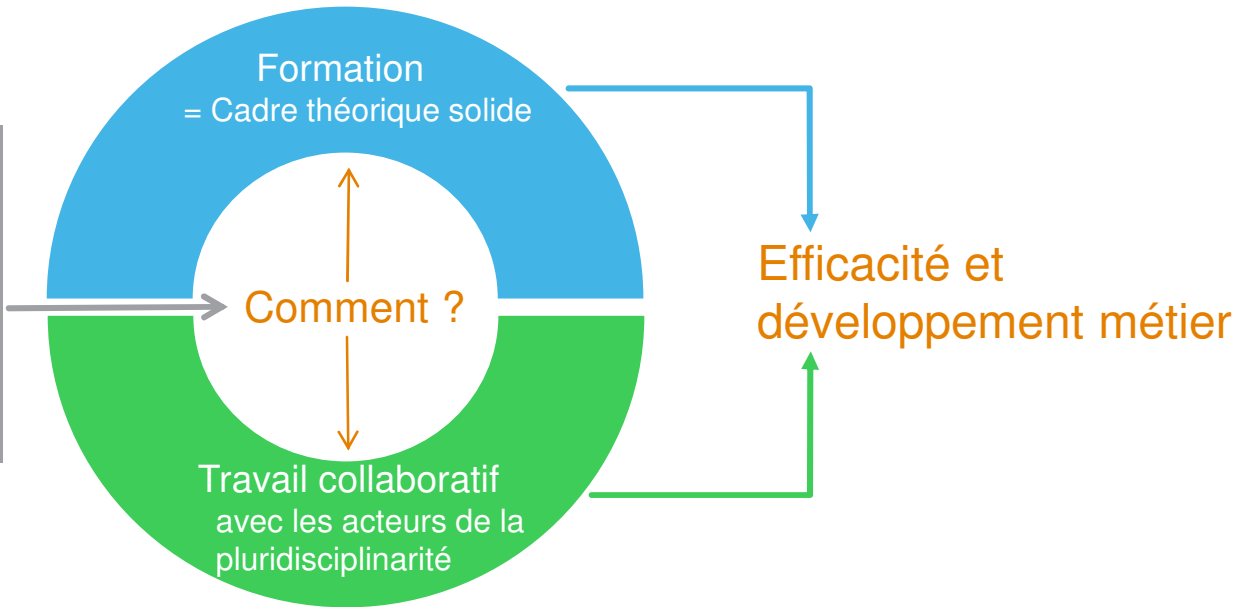 Formation
= Cadre théorique solide
Comment ?
Efficacité et
développement métier
Travail collaboratif
avec les acteurs de la
pluridisciplinarité